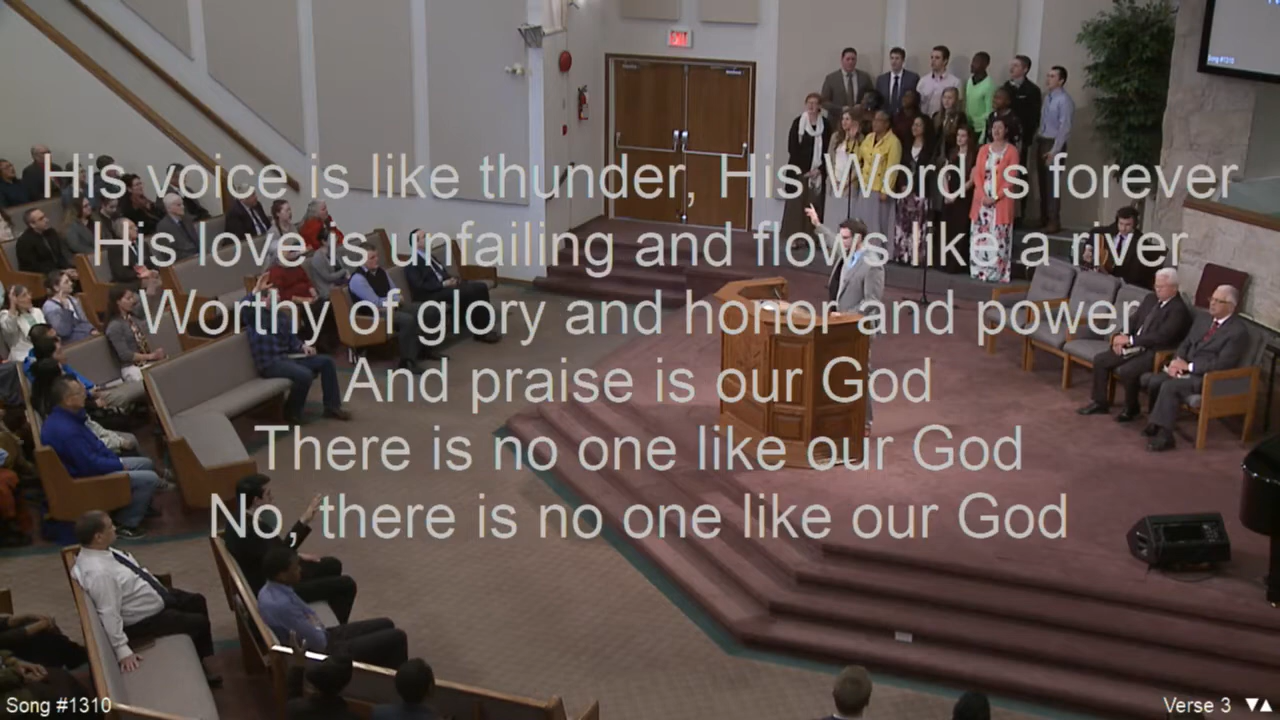 His voice is like thunder, His Word is forever
His love is unfailing and flows like a river
Worthy of glory and honor and power
And praise is our God
There is no one like our God
No, there is no one like our God
Song #1310
Verse 3 ▼▲